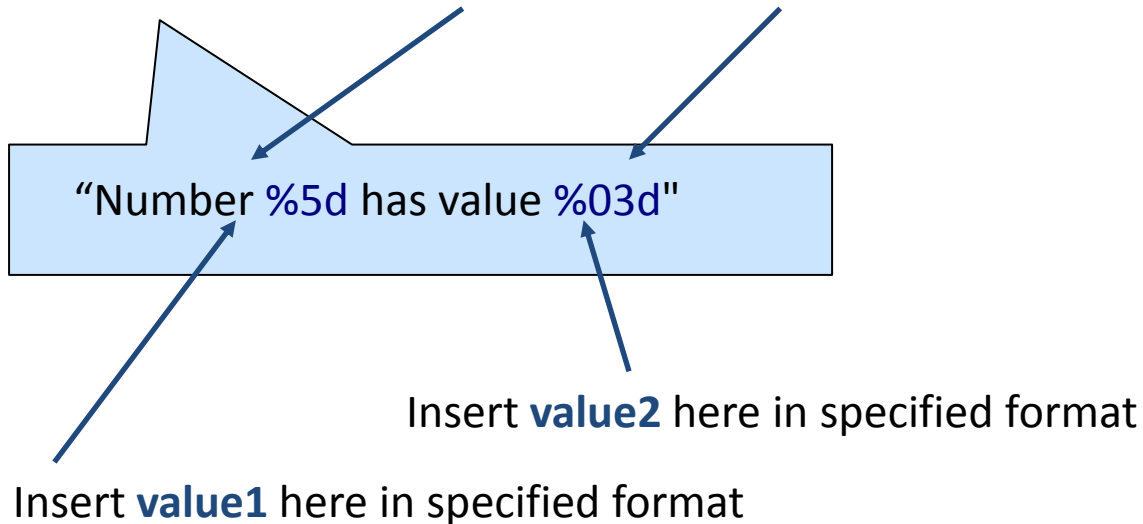 “Number %5d has value %03d"
Insert value2 here in specified format
Insert value1 here in specified format